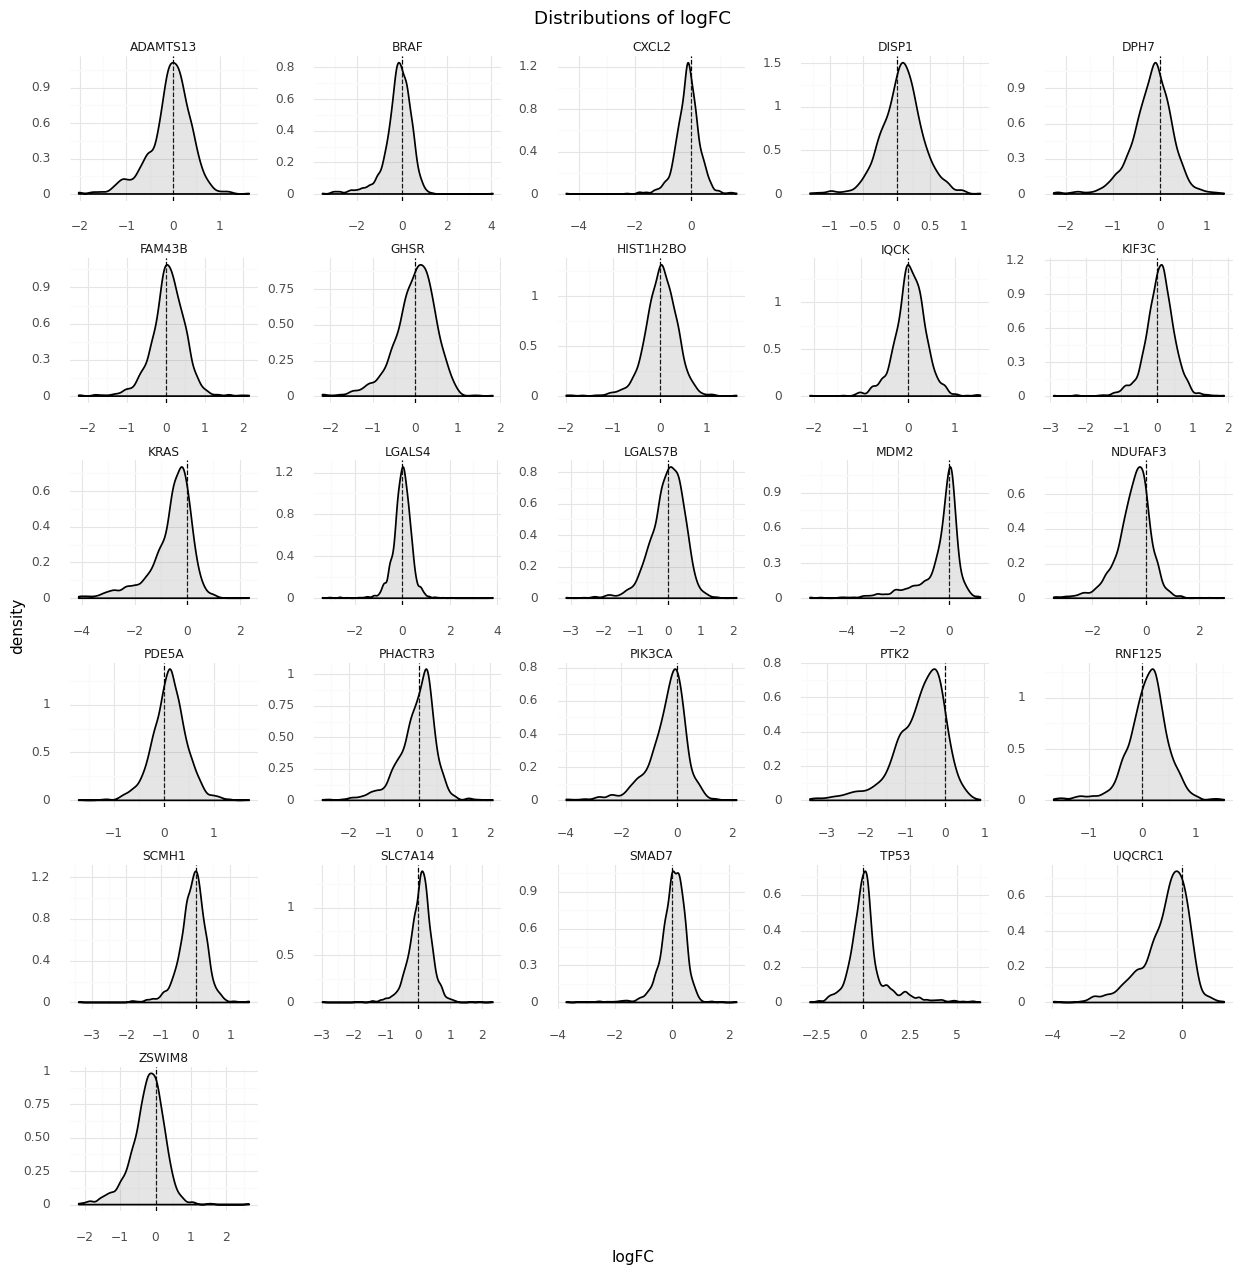 Distributions of logFC
ADAMTS13 BRAF CXCL2 DISP1 DPH7
0.9 0.6 0.3 0
0.8 0.6 0.4 0.2 0
1.2 0.8 0.4 0
1.5 1 0.5 0
0.9 0.6 0.3 0
−2 −1 0 1
−2 0 2 4
−4 −2 0
−1 −0.5 0 0.5 1
−2 −1 0 1
FAM43B GHSR HIST1H2BO IQCK KIF3C
0.9 0.6 0.3 0
0.75 0.50 0.25 0
1 0.5 0
1 0.5 0
1.2 0.9 0.6 0.3 0
−2 −1 0 1 2
−2 −1 0 1 2
−2 −1 0 1
−2 −1 0 1
−3 −2 −1 0 1 2
KRAS LGALS4 LGALS7B MDM2 NDUFAF3
0.6 0.4 0.2 0
1.2 0.8 0.4 0
0.8 0.6 0.4 0.2 0
0.9 0.6 0.3 0
0.6 0.4 0.2 0
−4 −2 0 2
−2 0 2 4
−3 −2 −1 0 1 2
−4 −2 0
−2 0 2
density
PDE5A PHACTR3 PIK3CA PTK2 RNF125
1 0.5 0
1 0.75 0.50 0.25 0
0.8 0.6 0.4 0.2 0
0.8 0.6 0.4 0.2 0
1 0.5 0
−1 0 1
−2 −1 0 1 2
−4 −2 0 2
−3 −2 −1 0 1
−1 0 1
SCMH1 SLC7A14 SMAD7 TP53 UQCRC1
1.2 0.8 0.4 0
1 0.5 0
0.9 0.6 0.3 0
0.6 0.4 0.2 0
0.6 0.4 0.2 0
−3 −2 −1 0 1
−3 −2 −1 0 1 2
−4 −2 0 2
−2.5 0 2.5 5
−4 −2 0
ZSWIM8
1 0.75 0.50 0.25 0
−2 −1 0 1 2
logFC